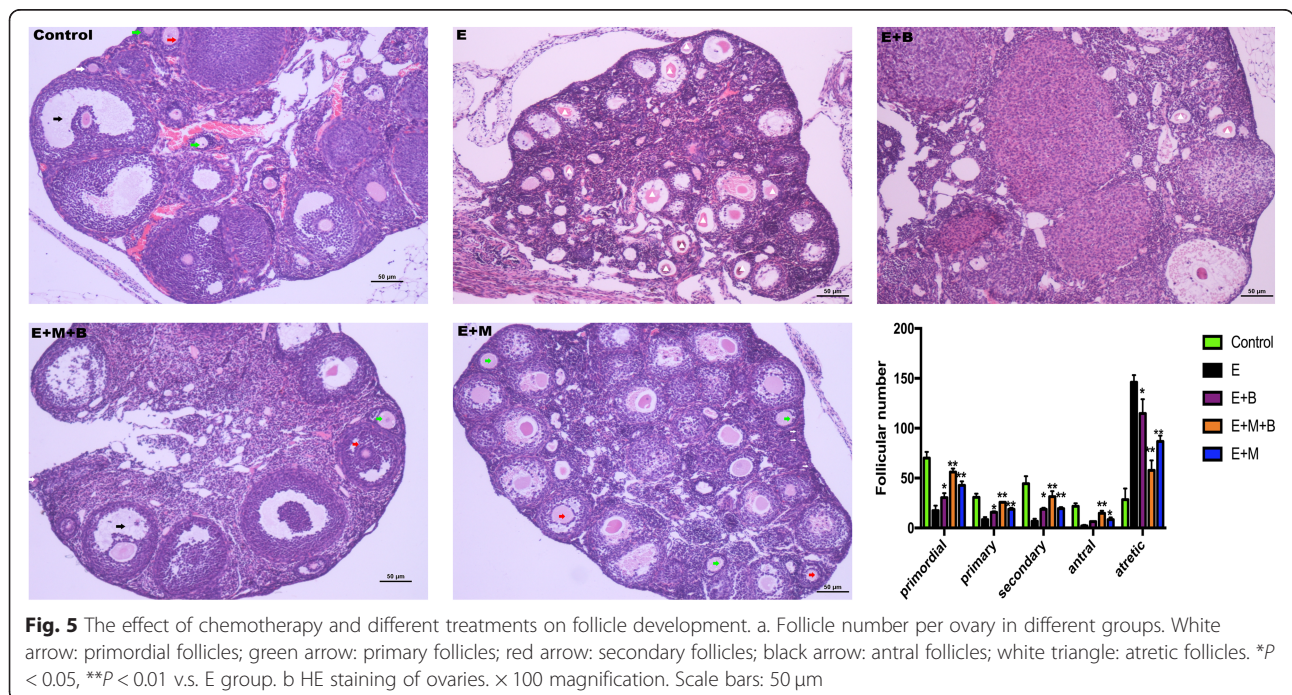 Control
E
E+B
50 µm
50 µm
50 µm
E+M+B
E+M
50 µm
50 µm
Follicular number
200
150
100
50
0
* ** **
* ** **
* ** **
** *
* ** **
primordial
primary
secondary
antral
atretic
Control
E
E+B
E+M+B
E+M
Fig. 5 The effect of chemotherapy and different treatments on follicle development. a. Follicle number per ovary in different groups. White
arrow: primordial follicles; green arrow: primary follicles; red arrow: secondary follicles; black arrow: antral follicles; white triangle: atretic follicles. *P
< 0.05, **P < 0.01 v.s. E group. b HE staining of ovaries. × 100 magnification. Scale bars: 50 µm